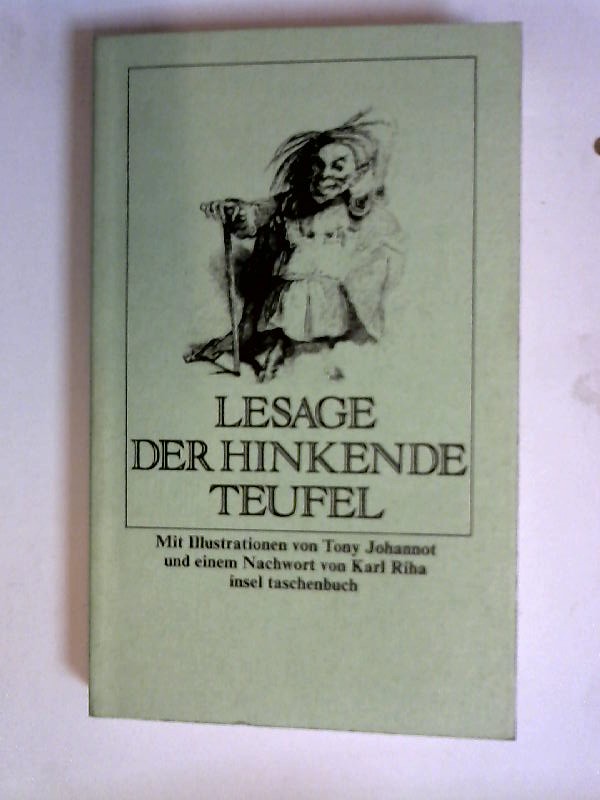 LESAGE
DER HINKENDE
TEUFEL
Mit Illustrationen von Tony Johannot
und einem Nachwort von Karl Riha
insel taschenbuch